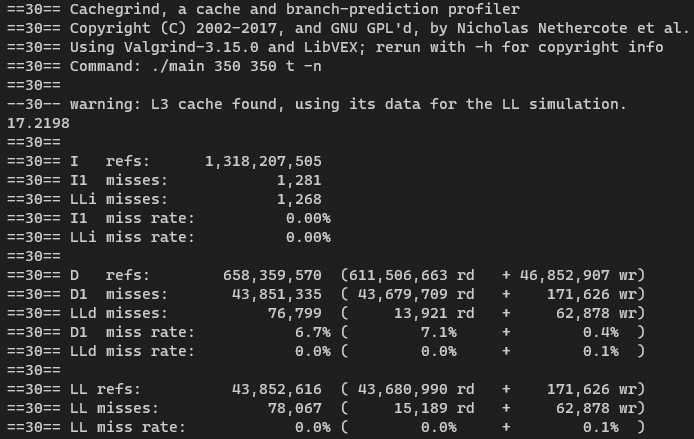 ==30== Cachegrind, a cache and branch-prediction profiler
==30== Copyright (C) 2002-2017, and GNU GPL'd, by Nicholas Nethercote et al.
==30== Using Valgrind-3.15.0 and LibVEX; rerun with -h for copyright info
==30== Command: ./main 350 350 t -n
==30==
--30-- warning: L3 cache found, using its data for the LL simulation.
17.2198
==30==
==30== I   refs:      1,318,207,505
==30== I1  misses:            1,281
==30== LLi misses:            1,268
==30== I1  miss rate:          0.00%
==30== LLi miss rate:          0.00%
==30==
==30== D   refs:        658,359,570  (611,506,663 rd   + 46,852,907 wr)
==30== D1  misses:       43,851,335  ( 43,679,709 rd   +    171,626 wr)
==30== LLd misses:           76,799  (     13,921 rd   +     62,878 wr)
==30== D1  miss rate:           6.7% (        7.1%     +        0.4%  )
==30== LLd miss rate:           0.0% (        0.0%     +        0.1%  )
==30==
==30== LL refs:          43,852,616  ( 43,680,990 rd   +    171,626 wr)
==30== LL misses:            78,067  (     15,189 rd   +     62,878 wr)
==30== LL miss rate:            0.0% (        0.0%     +        0.1%  )